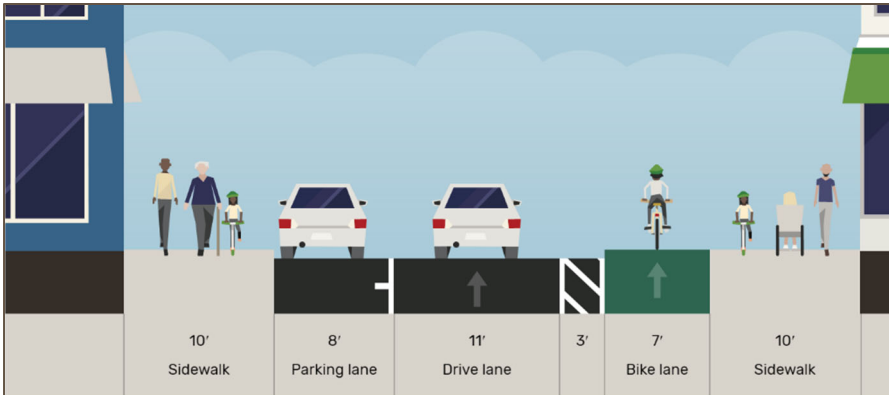 10′
Sidewalk
8′
Parking lane
11′
Drive lane
3′
7′
Bike lane
10′
Sidewalk